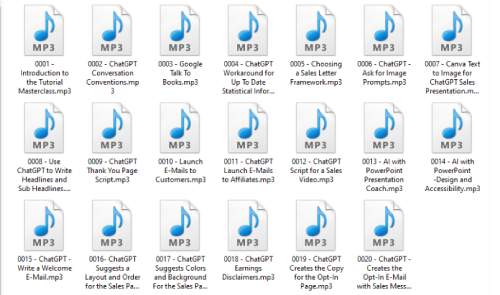 MP3 MP3 MP3 MP3 MP3 MP3 MP3
0001 - Introduction to the Tutorial Masterclass.mp3
0002 - ChatGPT Conversation Conventions.mp3
0003 - Google Talk To Books.mp3
0004 - ChatGPT Workaround for Up To Date Statistical Infor...
0005 - Choosing a Sales Letter Framework.mp3
0006 - ChatGPT - Ask for Image Prompts.mp3
0007 - Canva Text to Image for ChatGPT Sales Presentation.m...
MP3 MP3 MP3 MP3 MP3 MP3 MP3
0008 - Use ChatGPT to Write Headlines and Sub Headlines....
0009 - ChatGPT Thank You Page Script.mp3
0010 - Launch E-Mails to Customers.mp3
0011 - ChatGPT Launch E-Mails to Affiliates.mp3
0012 - ChatGPT Script for a Sales Video.mp3
0013 - AI with PowerPoint Presentation Coach.mp3
0014 - AI with PowerPoint -Design and Accessibility.mp3
MP3 MP3 MP3 MP3 MP3 MP3
0015 - ChatGPT - Write a Welcome E-Mail.mp3
0016- ChatGPT Suggests a Layout and Order for the Sales Pa...
0017 - ChatGPT Suggests Colors and Background For the Sales Pa...
0018 - ChatGPT Earnings Disclaimers.mp3
0019 - ChatGPT Creates the Copy for the Opt-In Page.mp3
0020 - ChatGPT - Creates the Opt-In E-Mail with Sales Mess...